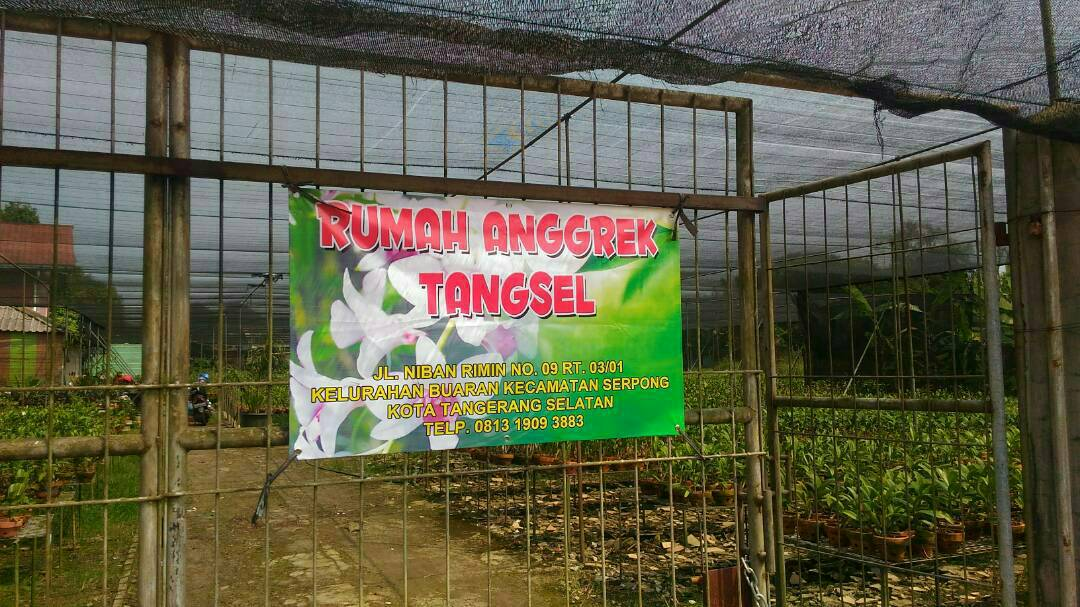 RUMAH ANGGREK
TANGSEL
JL. NIBAN RIMIN NO. 09 RT. 03/01
KELURAHAN BUARAN KECAMATAN SERPONG
KOTA TANGERANG SELATAN
TELP. 0813 1909 3883